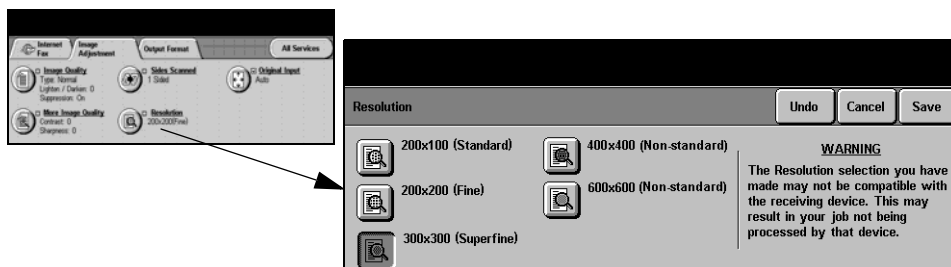 Internet Fax
Image Adjustment
Output Format
All Services
Image Quality
Type: Normal
Lighten / Darken: 0
Suppression: On
Sides Scanned
1 Sided
Original Input
Auto
More Image Quality
Contrast: 0
Sharpness: 0
Resolution
200x200(Fine)
Resolution
Undo
Cancel
Save
200x100 (Standard)
200x200 (Fine)
300x300 (Superfine)
400x400 (Non-standard)
600x600 (Non-standard)
WARNING
The Resolution selection you have
made may not be compatible with
the receiving device. This may
result in your job not being
processed by that device.